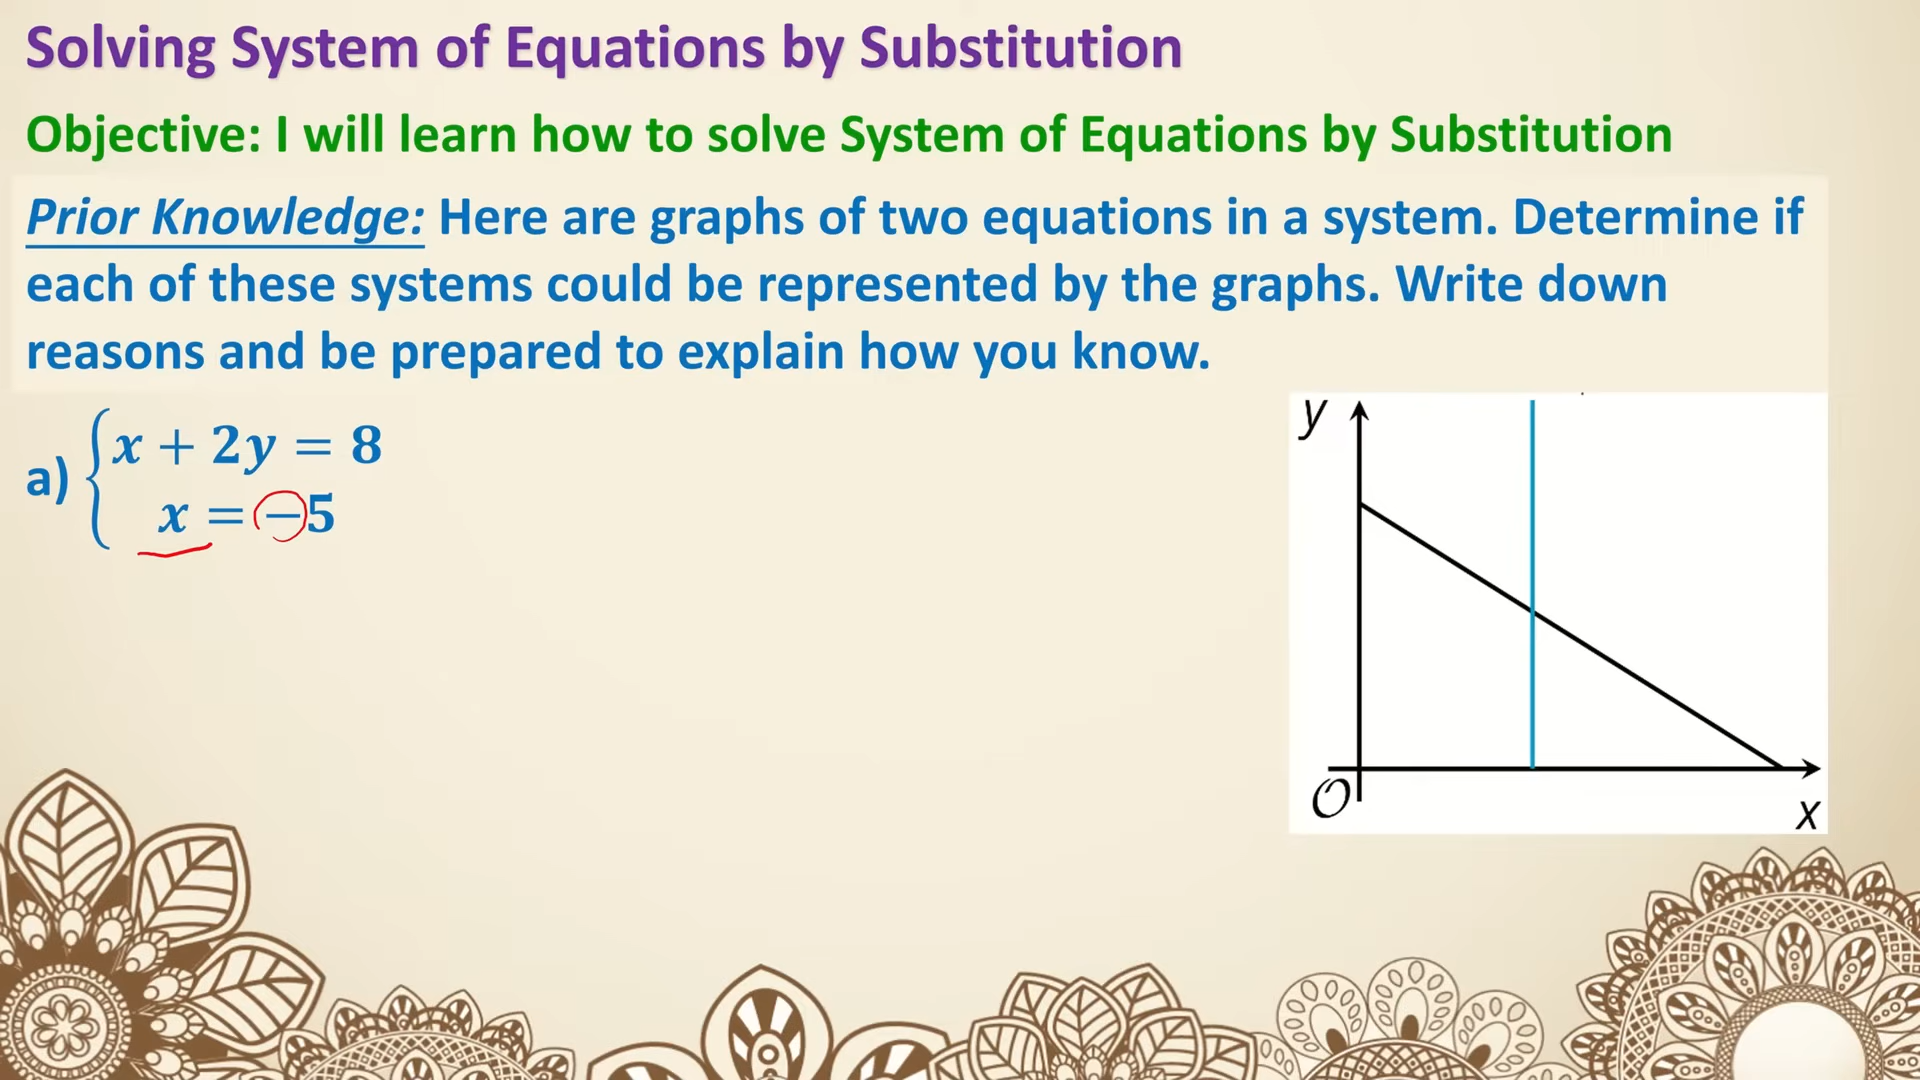 Solving System of Equations by Substitution
Objective: I will learn how to solve System of Equations by Substitution
Prior Knowledge: Here are graphs of two equations in a system. Determine if
each of these systems could be represented by the graphs. Write down
reasons and be prepared to explain how you know.
a) { x + 2y = 8
x = −5
y
O
x